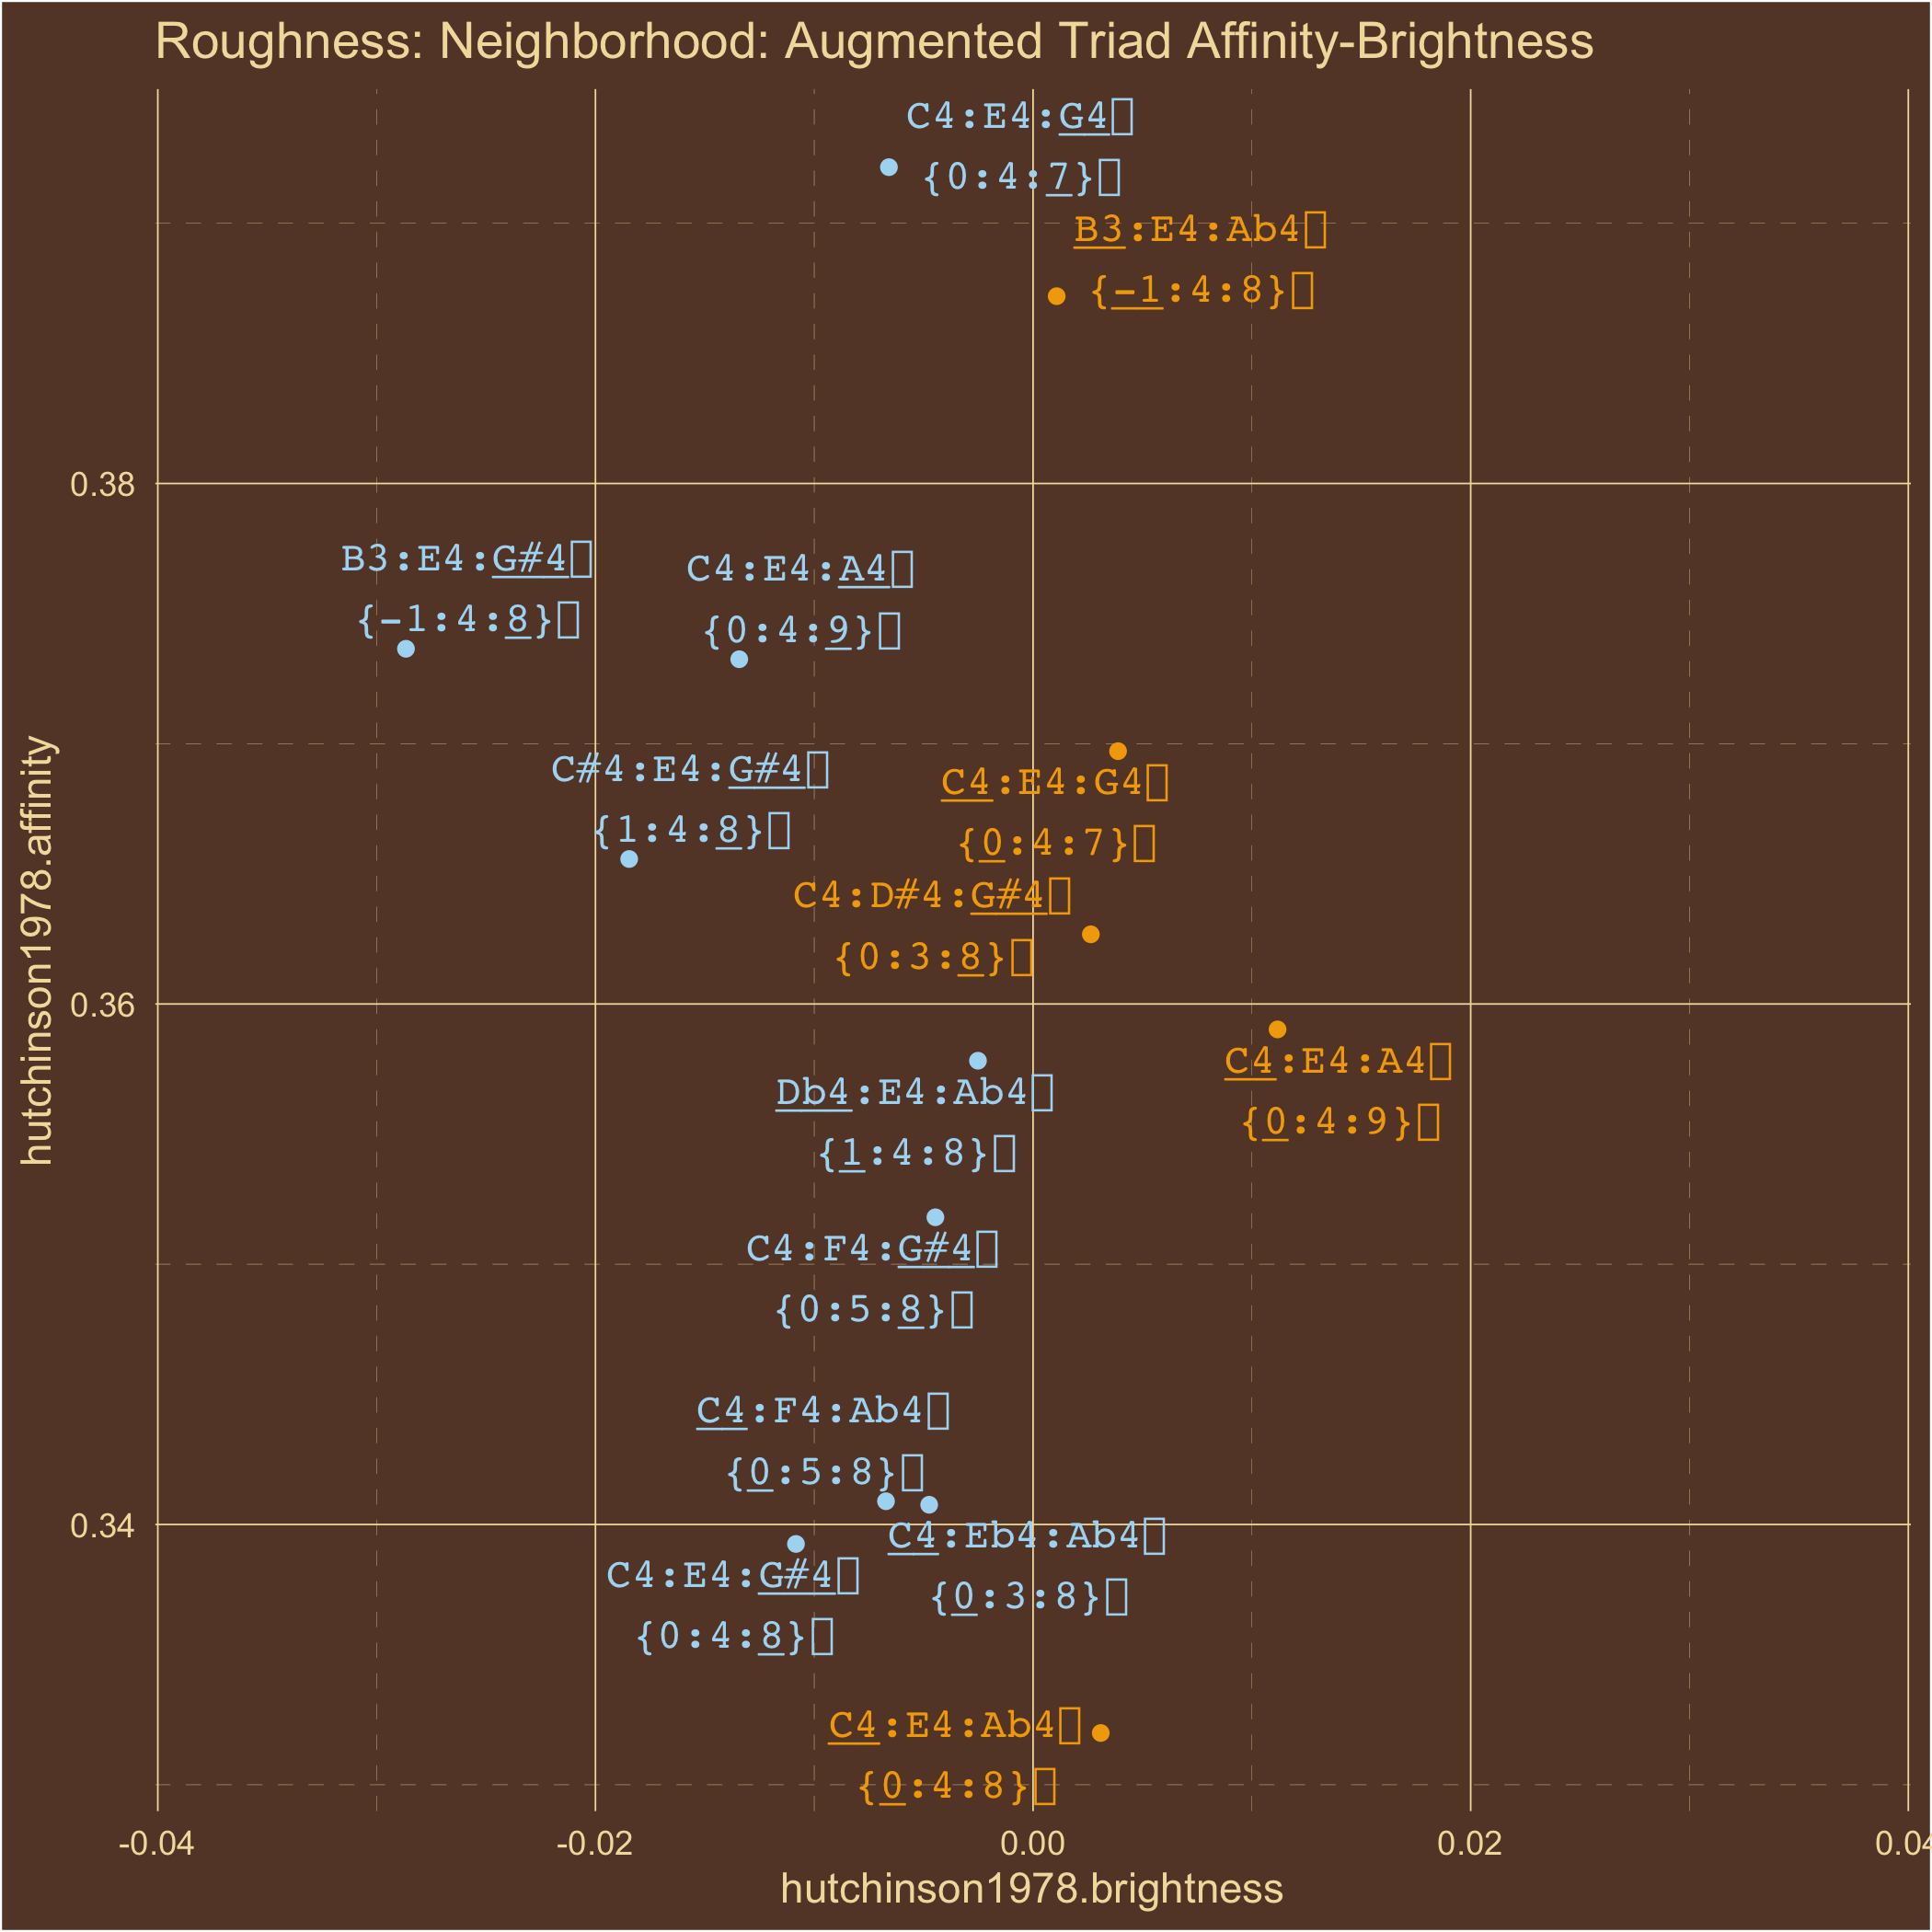 Roughness: Neighborhood: Augmented Triad Affinity-Brightness
C4:E4:G4
{0:4:7}
B3:E4:Ab4
{-1:4:8}
0.38
B3:E4:G#4
{-1:4:8}
C4:E4:A4
{0:4:9}
C#4:E4:G#4
{1:4:8}
C4:E4:G4
{0:4:7}
C4:D#4:G#4
{0:3:8}
0.36
C4:E4:A4
{0:4:9}
Db4:E4:Ab4
{1:4:8}
C4:F4:G#4
{0:5:8}
C4:F4:Ab4
{0:5:8}
0.34
C4:Eb4:Ab4
{0:3:8}
C4:E4:G#4
{0:4:8}
C4:E4:Ab4
{0:4:8}
hutchinson1978.affinity
-0.04
-0.02
0.00
0.02
0.04
hutchinson1978.brightness